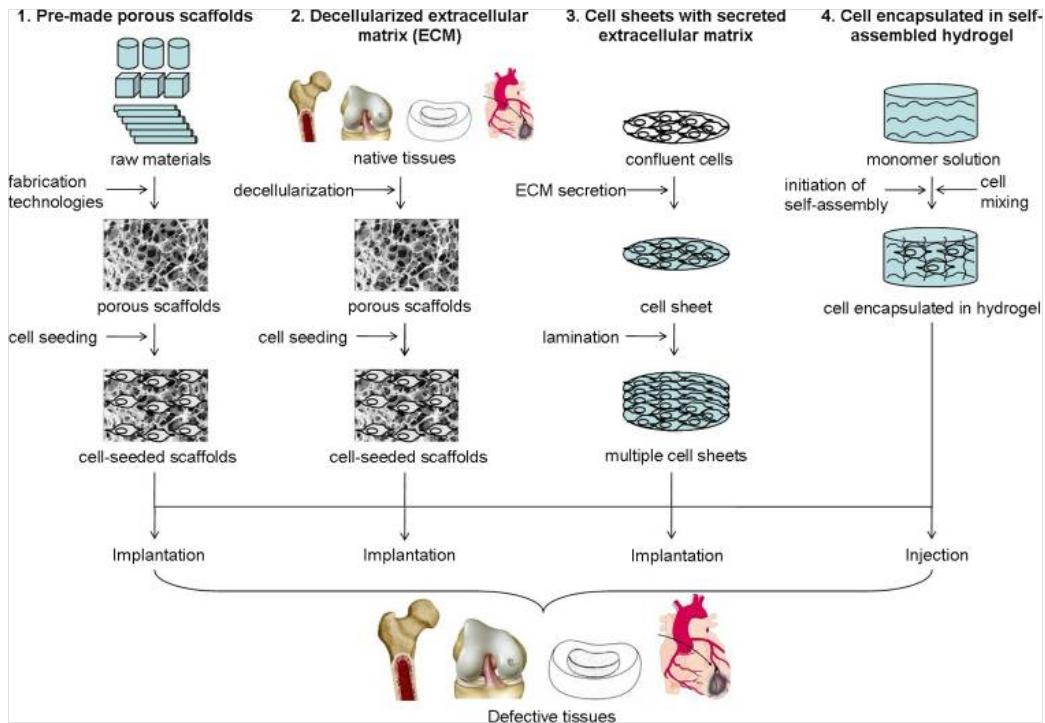 1. Pre-made porous scaffolds
raw materials
fabrication
technologies
porous scaffolds
cell seeding
cell-seeded scaffolds
Implantation
2. Decellularized extracellular
matrix (ECM)
native tissues
decellularization
porous scaffolds
cell seeding
cell-seeded scaffolds
Implantation
3. Cell sheets with secreted
extracellular matrix
confluent cells
ECM secretion
cell sheet
lamination
multiple cell sheets
Implantation
4. Cell encapsulated in self-
assembled hydrogel
monomer solution
initiation of
self-assembly
cell
mixing
cell encapsulated in hydrogel
Injection
Defective tissues